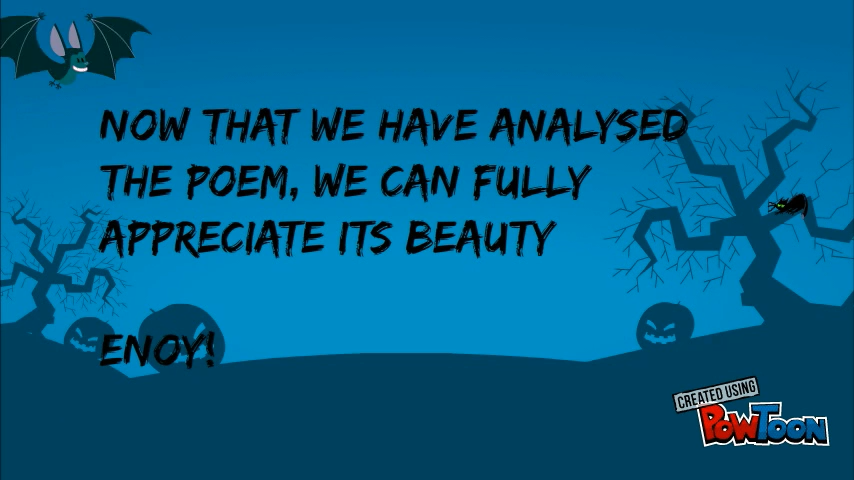 NOW THAT WE HAVE ANALYSED
THE POEM, WE CAN FULLY
APPRECIATE ITS BEAUTY
ENOY!
CREATED USING
POWTOON